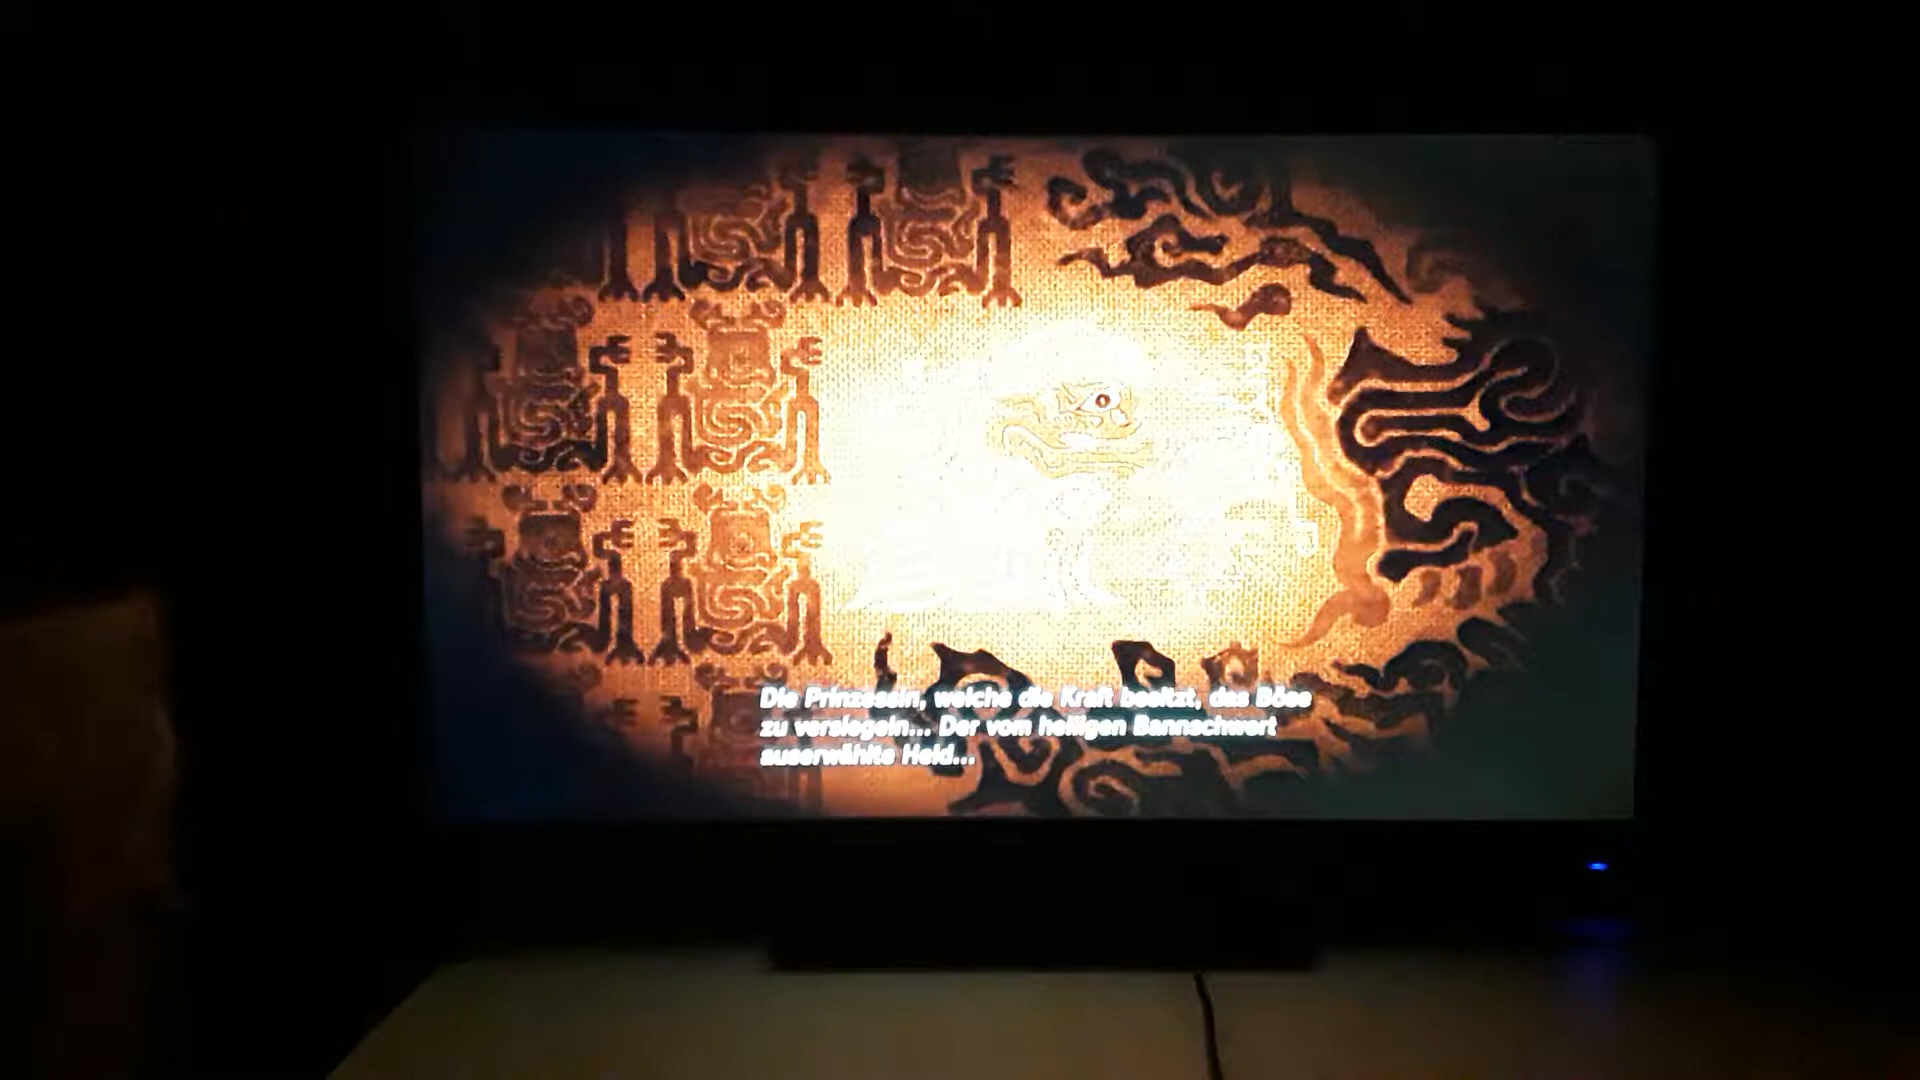 Die Prinzessin, welche die Kraft besitzt, das Böse
zu versiegeln... Der vom heiligen Bannschwert
auserwählte Held...